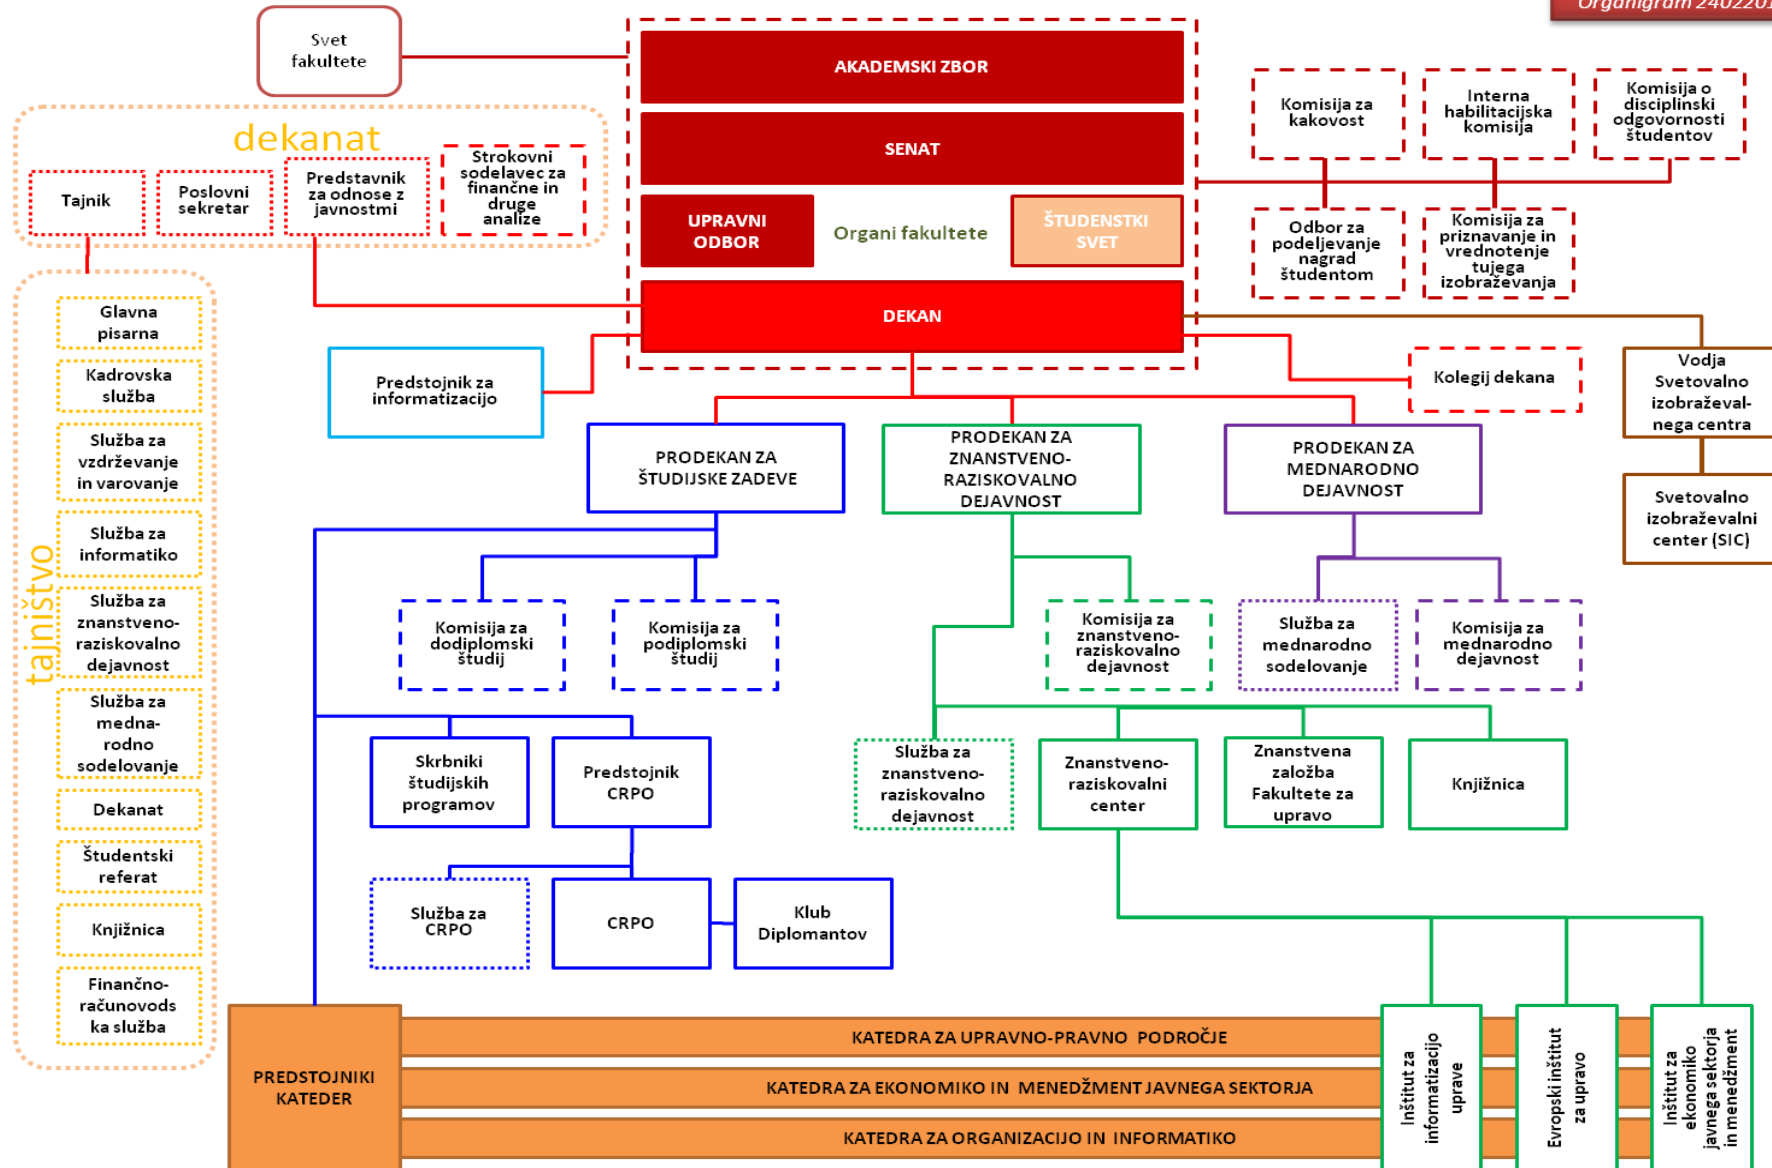 Organigram 2402201
Svet
fakultete
AKADEMSKI ZBOR
SENAT
UPRAVNI
ODBOR
Organi fakultete
ŠTUDENSTKI
SVET
DEKAN
Komisija za
kakovost
Interna
habilitacijska
komisija
Komisija o
disciplinski
odgovornosti
študentov
Odbor za
podeljevanje
nagrad
študentom
Komisija za
priznavanje in
vrednotenje
tujega
izobraževanja
dekanat
Tajnik
Poslovni
sekretar
Predstavnik
za odnose z
javnostmi
Strokovni
sodelavec za
finančne in
druge
analize
tajništvo
Glavna
pisarna
Kadrovska
služba
Služba za
vzdrževanje
in varovanje
Služba za
informatiko
Služba za
znanstveno-
raziskovalno
dejavnost
Služba za
medna-
rodno
sodelovanje
Dekanat
Študentski
referat
Knjižnica
Finančno-
računovods
ka služba
Predstojnik za
informatizacijo
Kolegij dekana
Vodja
Svetovalno
izobraževal-
nega centra
Svetovalno
izobraževalni
center (SIC)
PRODEKAN ZA
ŠTUDIJSKE ZADEVE
PRODEKAN ZA
ZNANSTVENO-
RAZISKOVALNO
DEJAVNOST
PRODEKAN ZA
MEDNARODNO
DEJAVNOST
Komisija za
dodiplomski
študij
Komisija za
podiplomski
študij
Komisija za
znanstveno-
raziskovalno
dejavnost
Služba za
mednarodno
sodelovanje
Komisija za
mednarodno
dejavnost
Skrbniki
študijskih
programov
Predstojnik
CRPO
Služba za
znanstveno-
raziskovalno
dejavnost
Znanstveno-
raziskovalni
center
Znanstvena
založba
Fakultete za
upravo
Knjižnica
Služba za
CRPO
CRPO
Klub
Diplomantov
PREDSTOJNIKI
KATEDER
KATEDRA ZA UPRAVNO-PRAVNO PODROČJE
KATEDRA ZA EKONOMIKO IN MENEDŽMENT JAVNEGA SEKTORJA
KATEDRA ZA ORGANIZACIJO IN INFORMATIKO
Inštitut za
informatizacijo
uprave
Evropski inštitut
za upravo
Inštitut za
ekonomiko
javnega sektorja
in menedžment